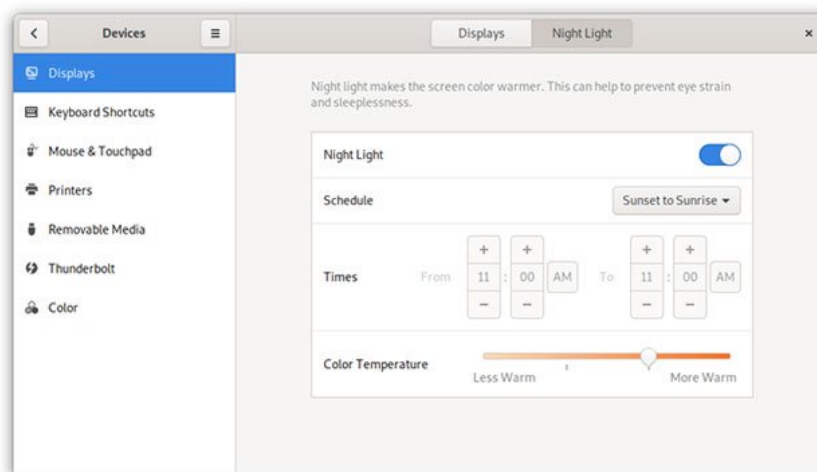 Devices
Displays Night Light
Displays
Keyboard Shortcuts
Mouse & Touchpad
Printers
Removable Media
Thunderbolt
Color
Night light makes the screen color warmer. This can help to prevent eye strain
and sleeplessness.
Night Light
Schedule Sunset to Sunrise
Times From 11 : 00 AM To 11 : 00 AM
Color Temperature
Less Warm More Warm